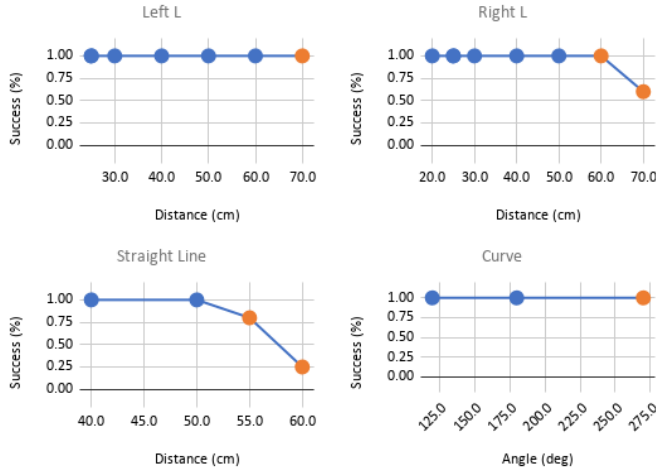 Left L
Success (%)
1.00
0.75
0.50
0.25
0.00
30.0 40.0 50.0 60.0 70.0
Distance (cm)
Right L
Success (%)
1.00
0.75
0.50
0.25
0.00
20.0 30.0 40.0 50.0 60.0 70.0
Distance (cm)
Straight Line
Success (%)
1.00
0.75
0.50
0.25
0.00
40.0 45.0 50.0 55.0 60.0
Distance (cm)
Curve
Success (%)
1.00
0.75
0.50
0.25
0.00
125.0 150.0 175.0 200.0 225.0 250.0 275.0
Angle (deg)